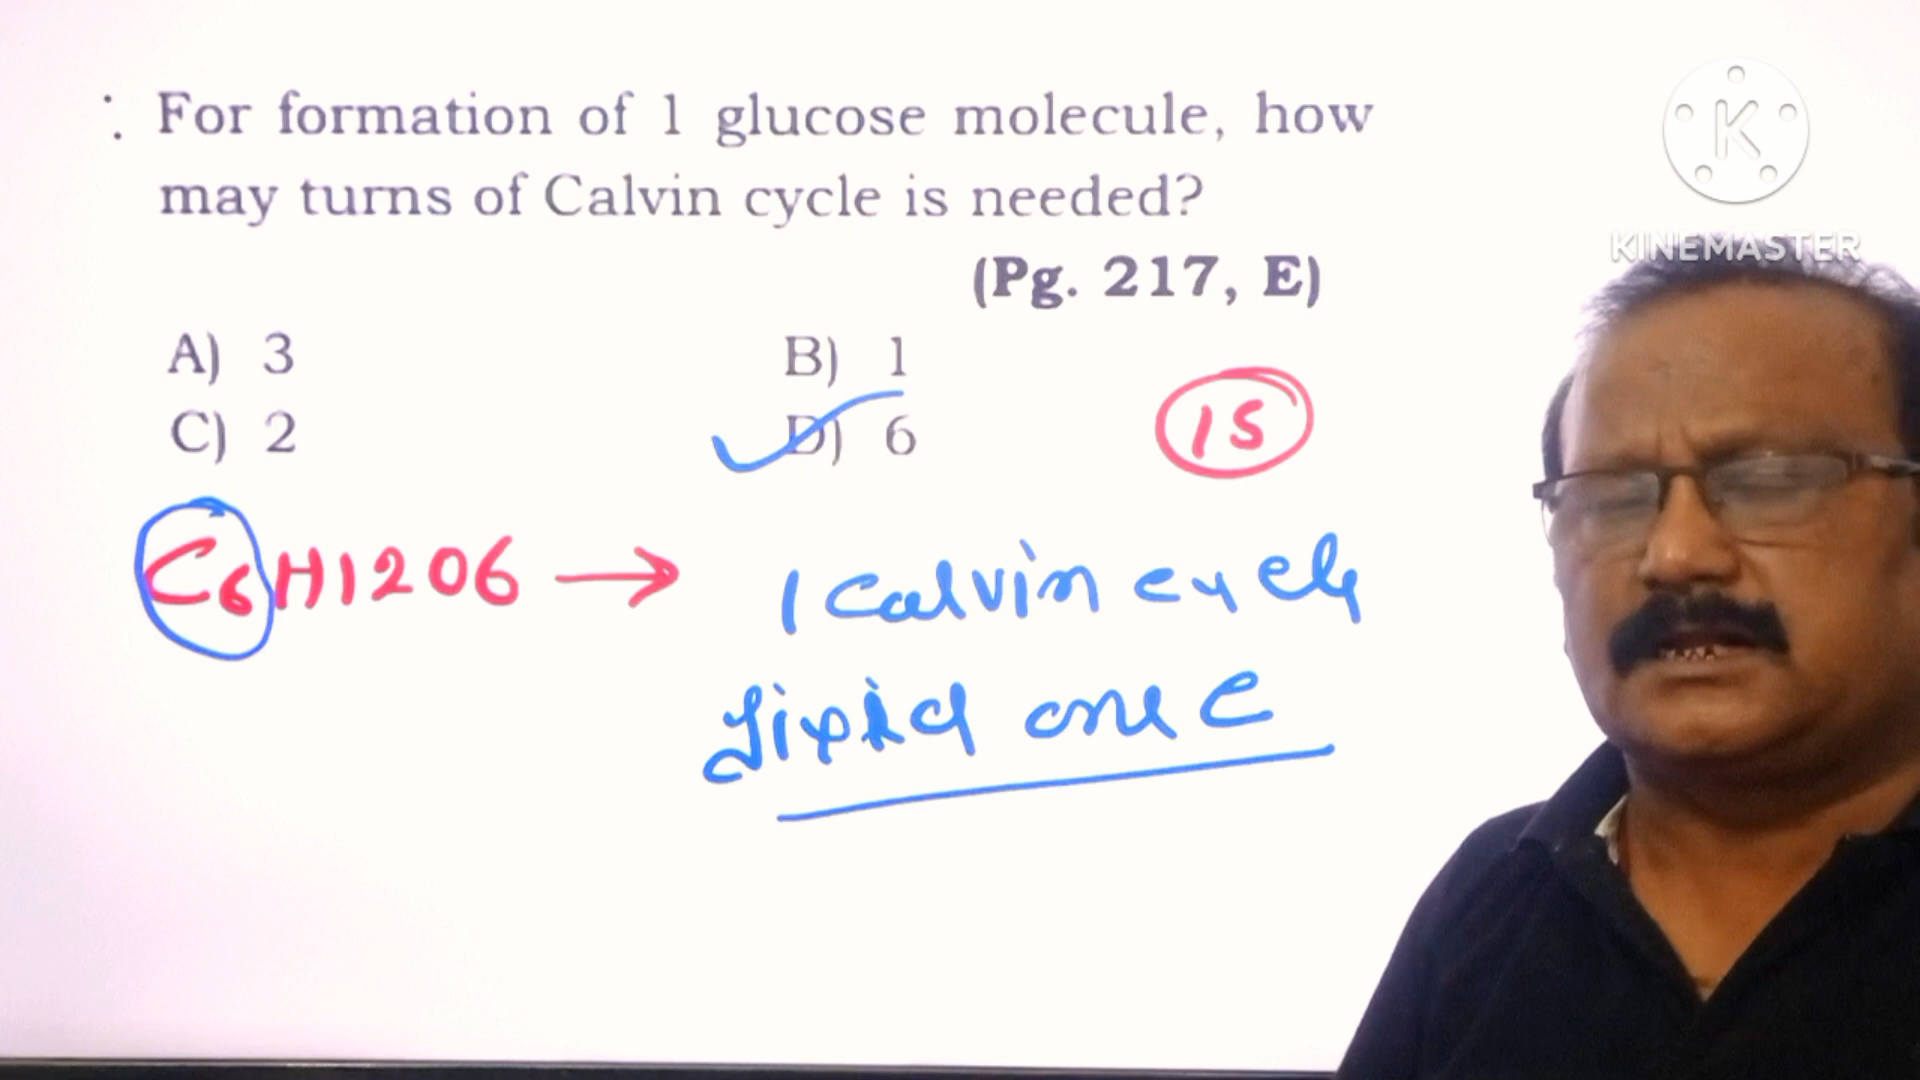 For formation of 1 glucose molecule, how
may turns of Calvin cycle is needed?
(Pg. 217, E)
A) 3
B) 1
C) 2
D) 6
15
C6H12O6 →
1 Calvin cycle
one C
KINEMASTER